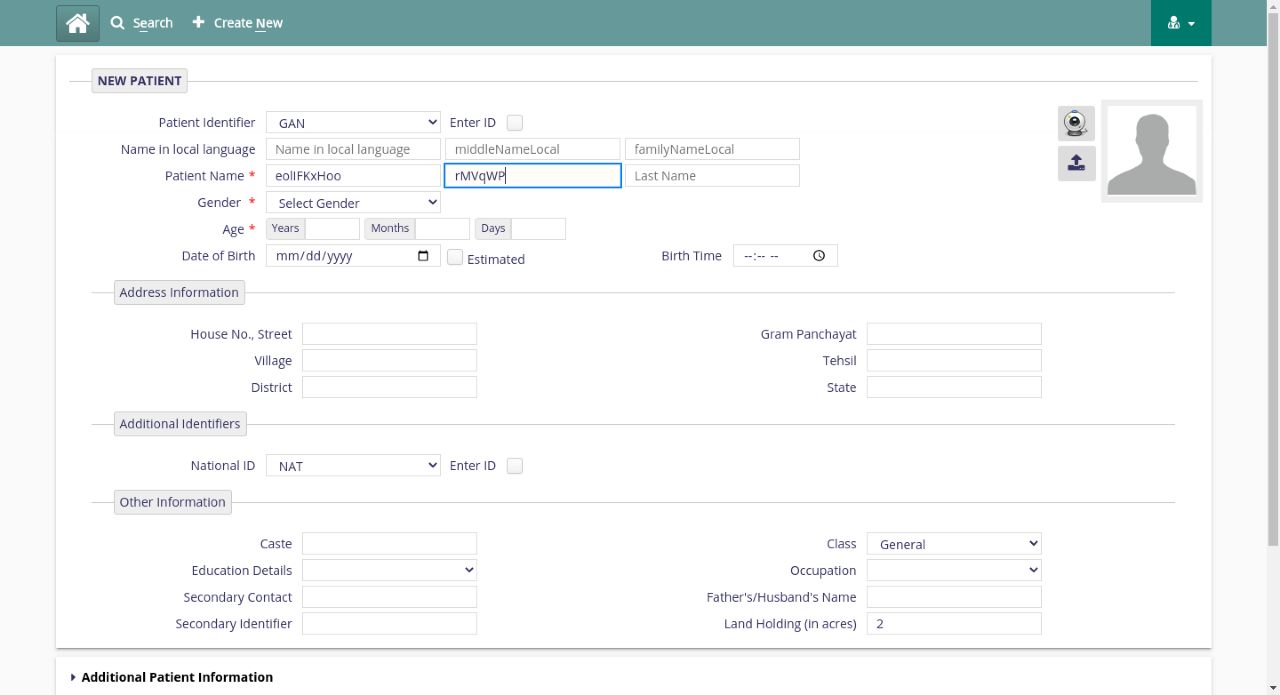 Search Create New
NEW PATIENT
Patient Identifier GAN Enter ID
Name in local language Name in local language middleNameLocal familyNameLocal
Patient Name * eolIFKxHoo rMVqWP Last Name
Gender * Select Gender
Age * Years Months Days
Date of Birth mm/dd/yyyy Estimated Birth Time --:-- --
Address Information
House No., Street Gram Panchayat
Village Tehsil
District State
Additional Identifiers
National ID NAT Enter ID
Other Information
Caste Class General
Education Details Occupation
Secondary Contact Father's/Husband's Name
Secondary Identifier Land Holding (in acres) 2
Additional Patient Information